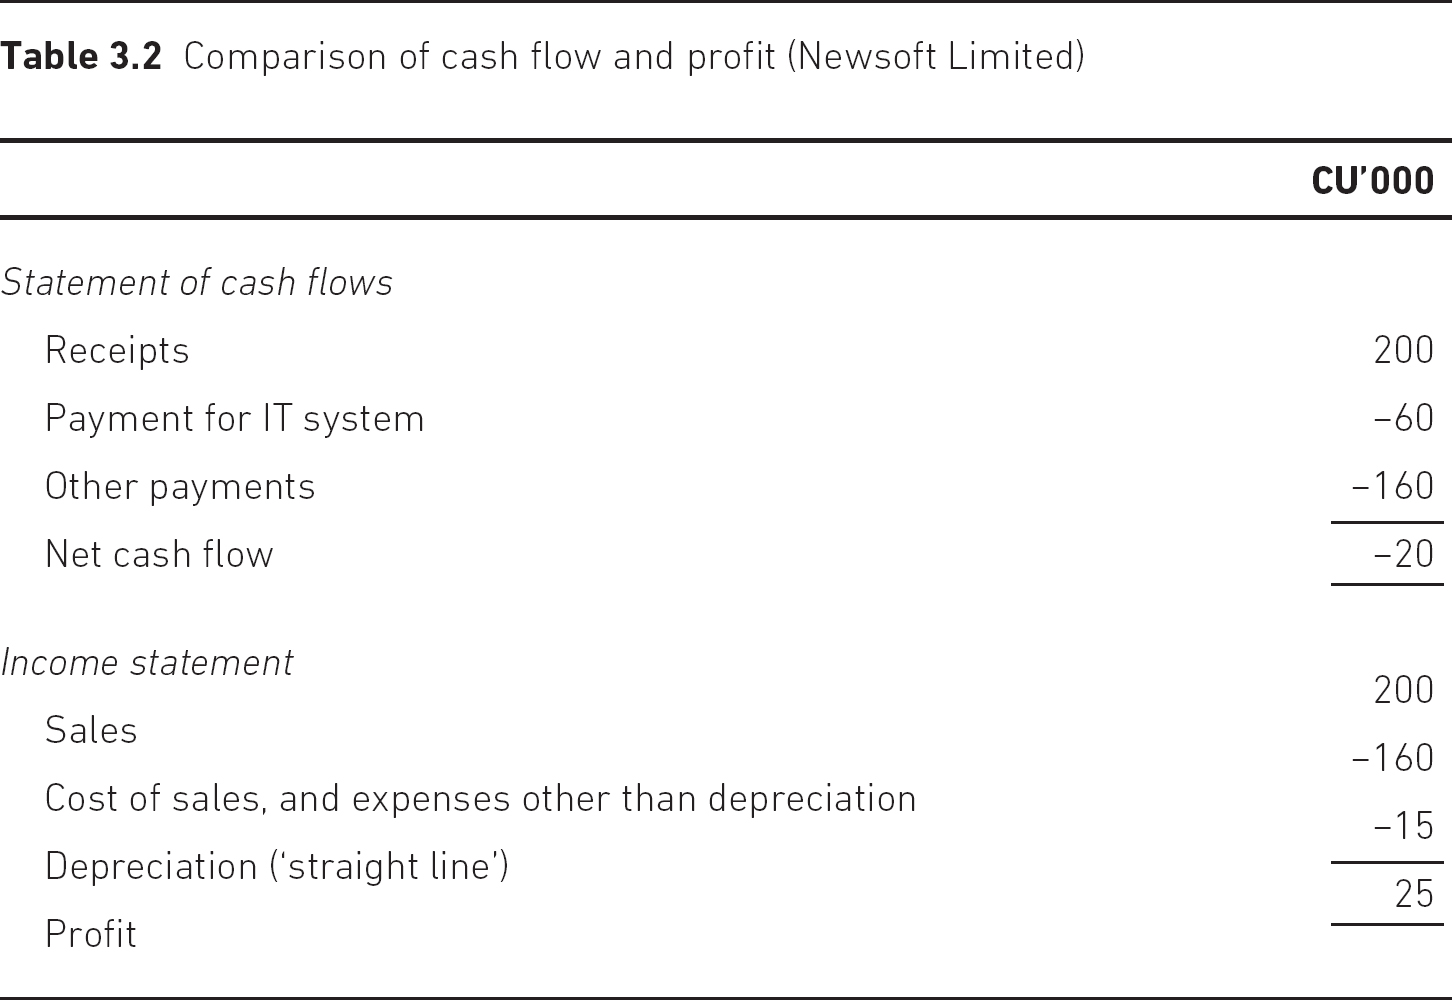 Table 3.2 Comparison of cash flow and profit (Newsoft Limited)
CU’000
Statement of cash flows
Receipts 200
Payment for IT system –60
Other payments –160
Net cash flow –20
Income statement
200
Sales
–160
Cost of sales, and expenses other than depreciation
–15
Depreciation (‘straight line’)
25
Profit